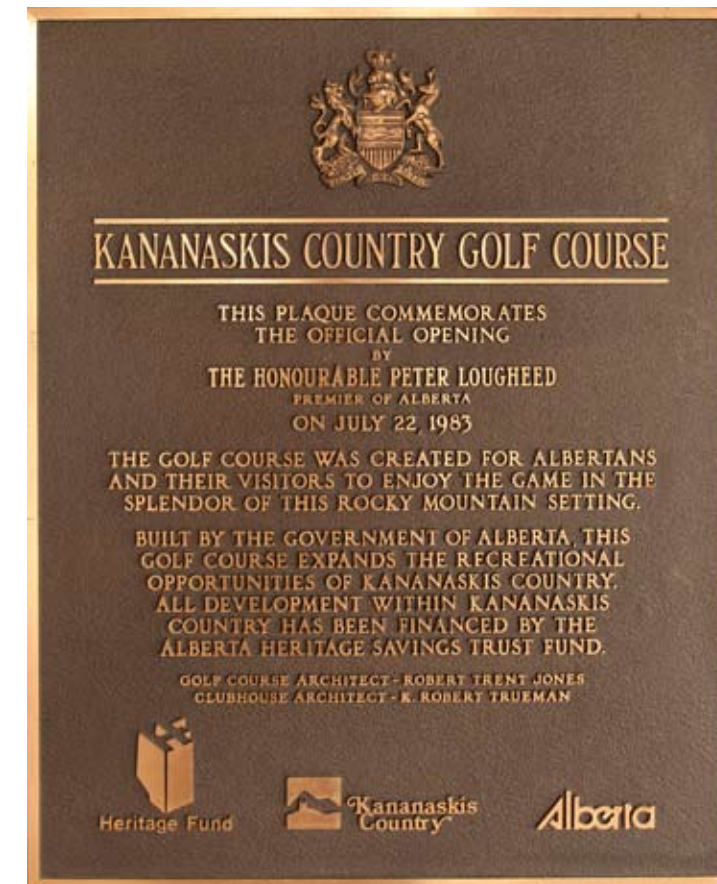 KANANASKIS COUNTRY GOLF COURSE
THIS PLAQUE COMMEMORATES
THE OFFICIAL OPENING
BY
THE HONOURABLE PETER LOUGHEED
PREMIER OF ALBERTA
ON JULY 22, 1983
THE GOLF COURSE WAS CREATED FOR ALBERTANS
AND THEIR VISITORS TO ENJOY THE GAME IN THE
SPLENDOR OF THIS ROCKY MOUNTAIN SETTING.
BUILT BY THE GOVERNMENT OF ALBERTA, THIS
GOLF COURSE EXPANDS THE RECREATIONAL
OPPORTUNITIES OF KANANASKIS COUNTRY.
ALL DEVELOPMENT WITHIN KANANASKIS
COUNTRY HAS BEEN FINANCED BY THE
ALBERTA HERITAGE SAVINGS TRUST FUND.
GOLF COURSE ARCHITECT - ROBERT TRENT JONES
CLUBHOUSE ARCHITECT - K. ROBERT TRUEMAN
Heritage Fund
Kananaskis
Country
Alberta